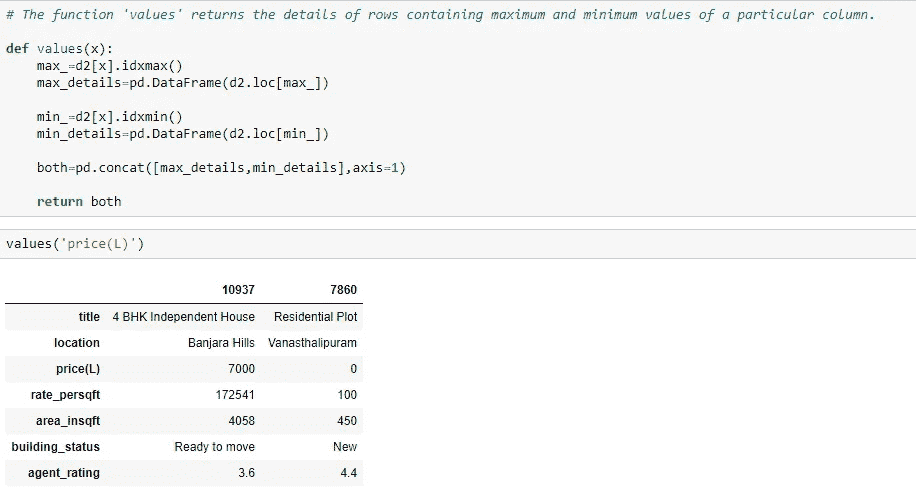 # The function 'values' returns the details of rows containing maximum and minimum values of a particular column.
def values(x):
max_=d2[x].idxmax()
max_details=pd.DataFrame(d2.loc[max_])
min_=d2[x].idxmin()
min_details=pd.DataFrame(d2.loc[min_])
both=pd.concat([max_details,min_details],axis=1)
return both
values('price(L)')
10937 7860
title 4 BHK Independent House Residential Plot
location Banjara Hills Vanasthalipuram
price(L) 7000 0
rate_persqft 172541 100
area_insqft 4058 450
building_status Ready to move New
agent_rating 3.6 4.4